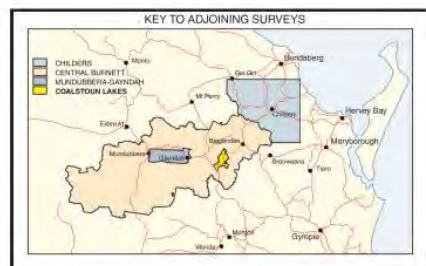 KEY TO ADJOINING SURVEYS
CHILDERS
CENTRAL BURNETT
MUNDUBBERA-GAYNDAH
COALSTOUN LAKES
Monto
Bundaberg
Gin Gin
Mt Perry
Childers
Hervey Bay
Eidsvold
Maryborough
Biggenden
Mundubbera
Gayndah
Brooweena
Tiaro
Murgon
Wondai
Gympie